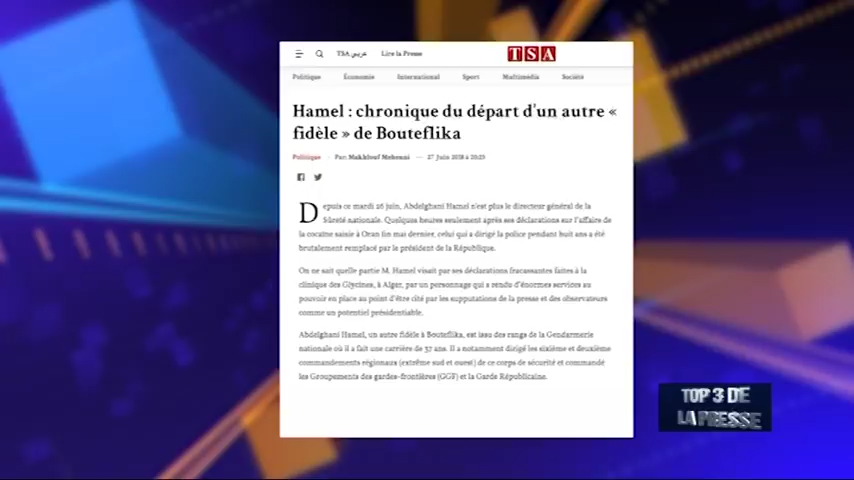 TSA عربي Lire la Presse TSA
Politique Économie International Sport Multimédia Société
Hamel : chronique du départ d'un autre «
fidèle » de Bouteflika
Politique — Par: Makhlouf Mehenni — 27 Juin 2018 à 20:23
Depuis ce mardi 26 juin, Abdelghani Hamel n'est plus le directeur général de la
Sûreté nationale. Quelques heures seulement après ses déclarations sur l'affaire de
la cocaïne saisie à Oran fin mai dernier, celui qui a dirigé la police pendant huit ans a été
brutalement remplacé par le président de la République.
On ne sait quelle partie M. Hamel visait par ses déclarations fracassantes faites à la
clinique des Glycines, à Alger, par un personnage qui a rendu d'énormes services au
pouvoir en place au point d'être cité par les supputations de la presse et des observateurs
comme un potentiel présidentiable.
Abdelghani Hamel, un autre fidèle à Bouteflika, est issu des rangs de la Gendarmerie
nationale où il a fait une carrière de 37 ans. Il a notamment dirigé les sixième et deuxième
commandements régionaux (extrême sud et ouest) de ce corps de sécurité et commandé
les Groupements des gardes-frontières (GGF) et la Garde Républicaine.
TOP 3 DE
LA PRESSE